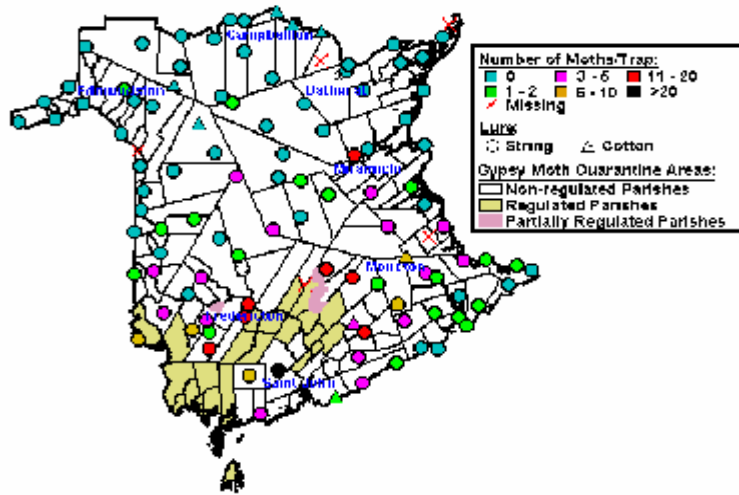 Campbellton
Edmundston
Bathurst
Miramichi
Moncton
Fredericton
Saint John
Number of Moths/Trap:
0 3 - 5 11 - 20
1 - 2 6 - 10 >20
Missing
Lure
Strong Cotton
Gypsy Moth Quarantine Areas:
Non-regulated Parishes
Regulated Parishes
Partially Regulated Parishes